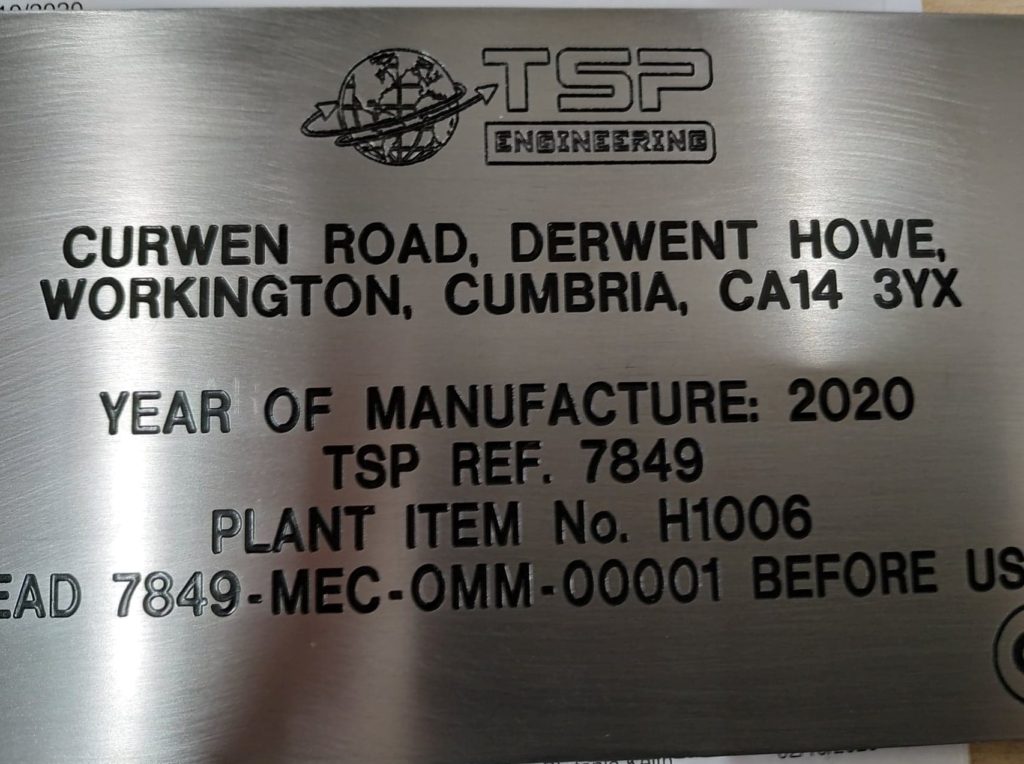 TSP
ENGINEERING
CURWEN ROAD, DERWENT HOWE,
WORKINGTON, CUMBRIA, CA14 3YX
YEAR OF MANUFACTURE: 2020
TSP REF. 7849
PLANT ITEM No. H1006
EAD 7849-MEC-OMM-00001 BEFORE US